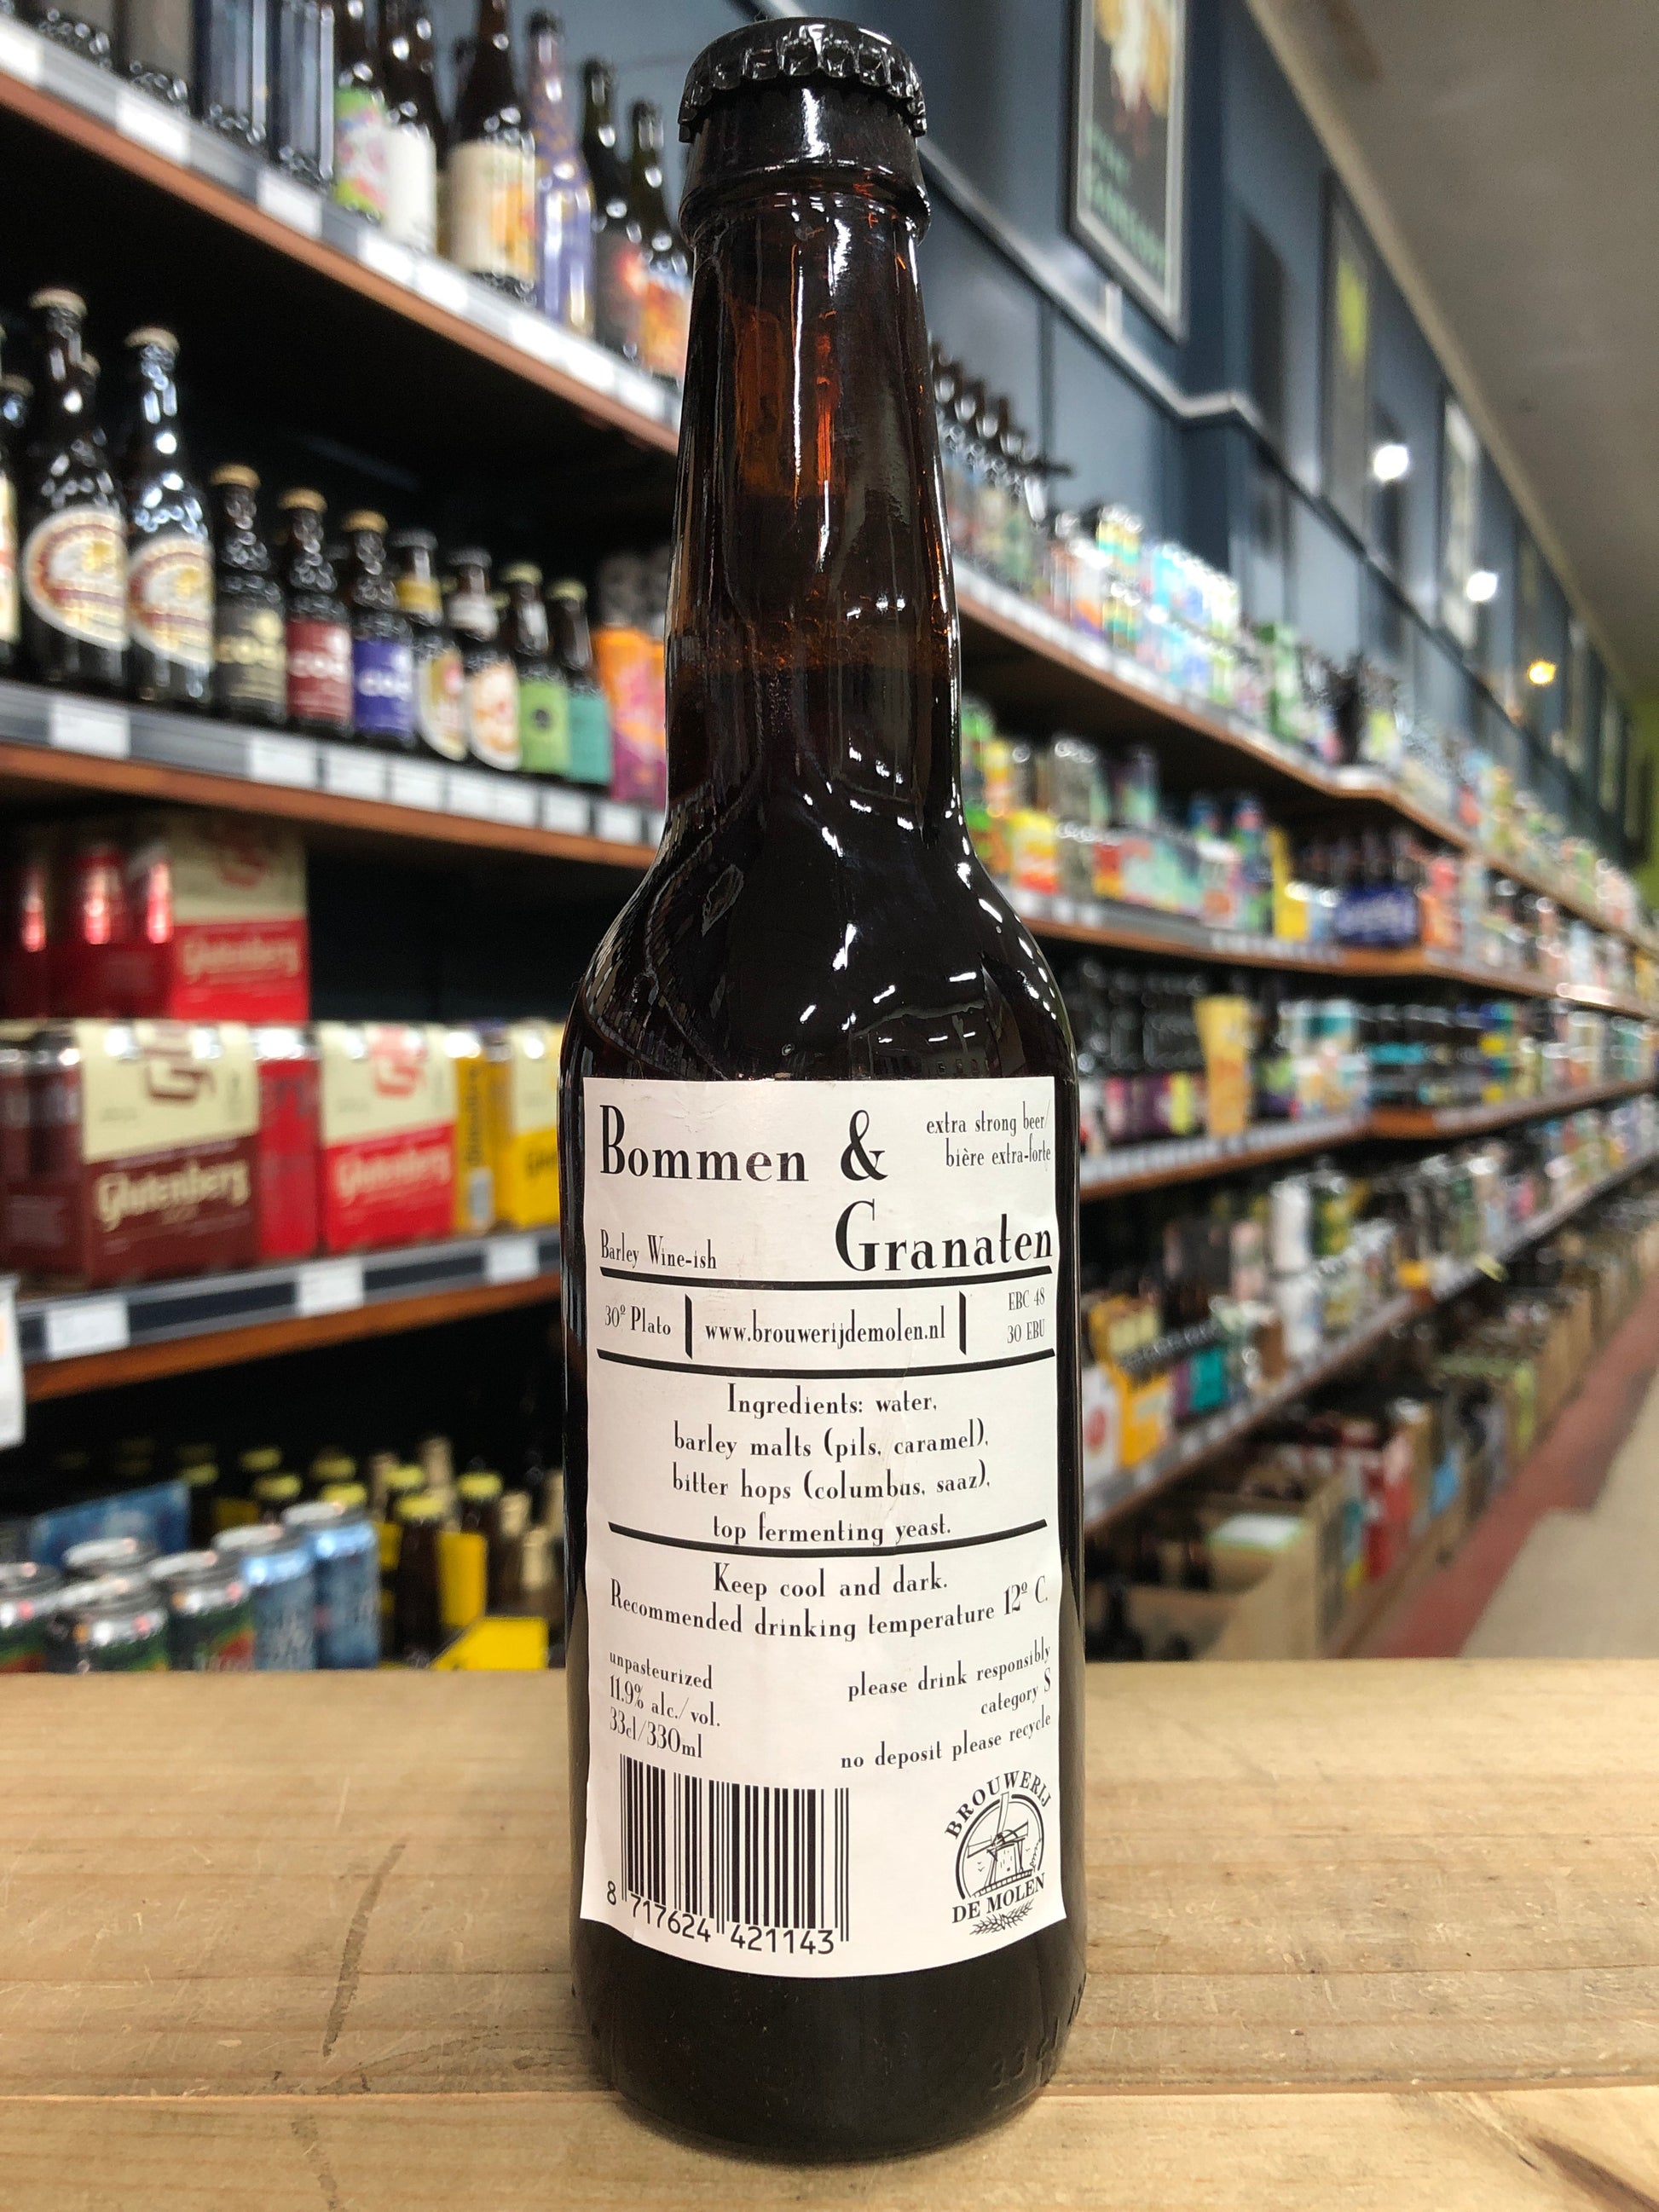 Bommen &
extra strong beer/
bière extra-forte
Barley Wine-ish
Granaten
30º Plato
www.brouwerijdemolen.nl
EBC 48
30 EBU
Ingredients: water,
barley malts (pils, caramel),
bitter hops (columbus, saaz),
top fermenting yeast.
Keep cool and dark.
Recommended drinking temperature 12º C.
unpasteurized
11.9% alc./vol.
33cl/330ml
please drink responsibly
category S
no deposit please recycle
8 717624 421143
BROUWERIJ
DE MOLEN
Glutenberg
Glutenberg
Glutenberg